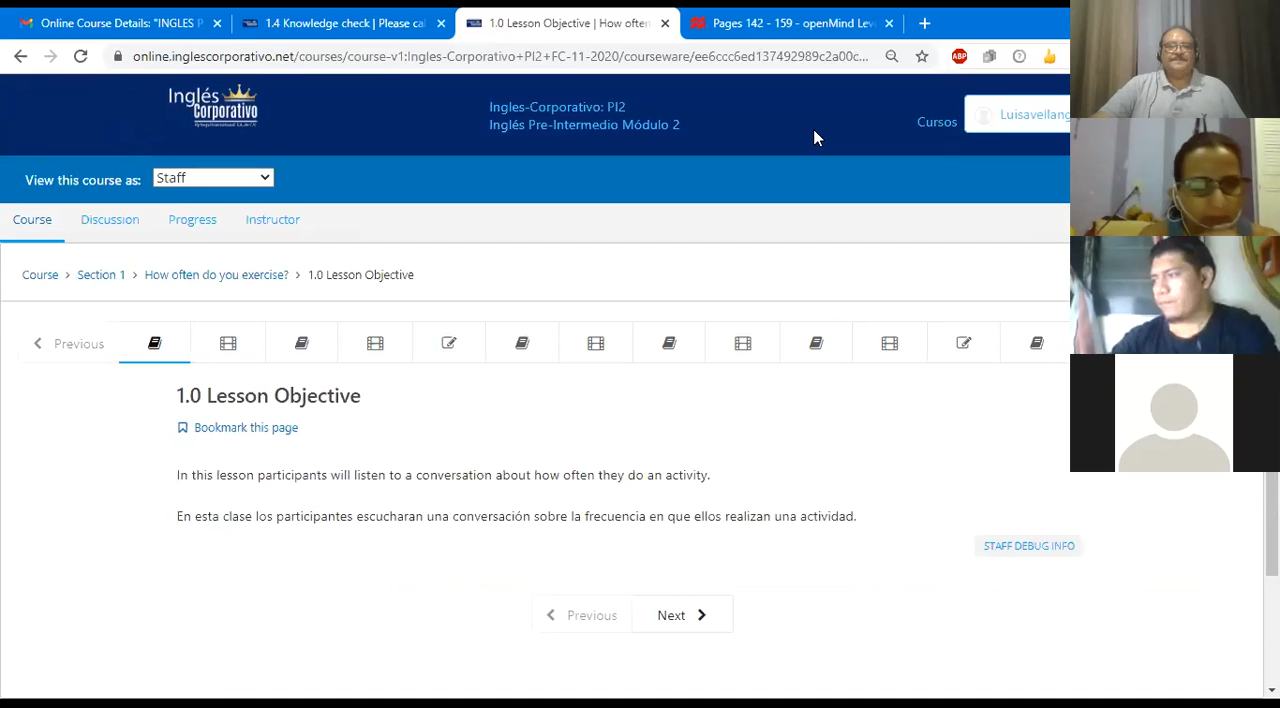 Online Course Details: "INGLES P
1.4 Knowledge check | Please cal
1.0 Lesson Objective | How often
Pages 142 - 159 - openMind Lev
online.inglescorporativo.net/courses/course-v1:Ingles-Corporativo+PI2+FC-11-2020/courseware/ee6ccc6ed137492989c2a00c...
ABP
Inglés
Corporativo
Ingles-Corporativo: PI2
Inglés Pre-Intermedio Módulo 2
Cursos
Luisavellang
View this course as: Staff
Course Discussion Progress Instructor
Course > Section 1 > How often do you exercise? > 1.0 Lesson Objective
Previous
1.0 Lesson Objective
Bookmark this page
In this lesson participants will listen to a conversation about how often they do an activity.
En esta clase los participantes escucharan una conversación sobre la frecuencia en que ellos realizan una actividad.
STAFF DEBUG INFO
Previous Next